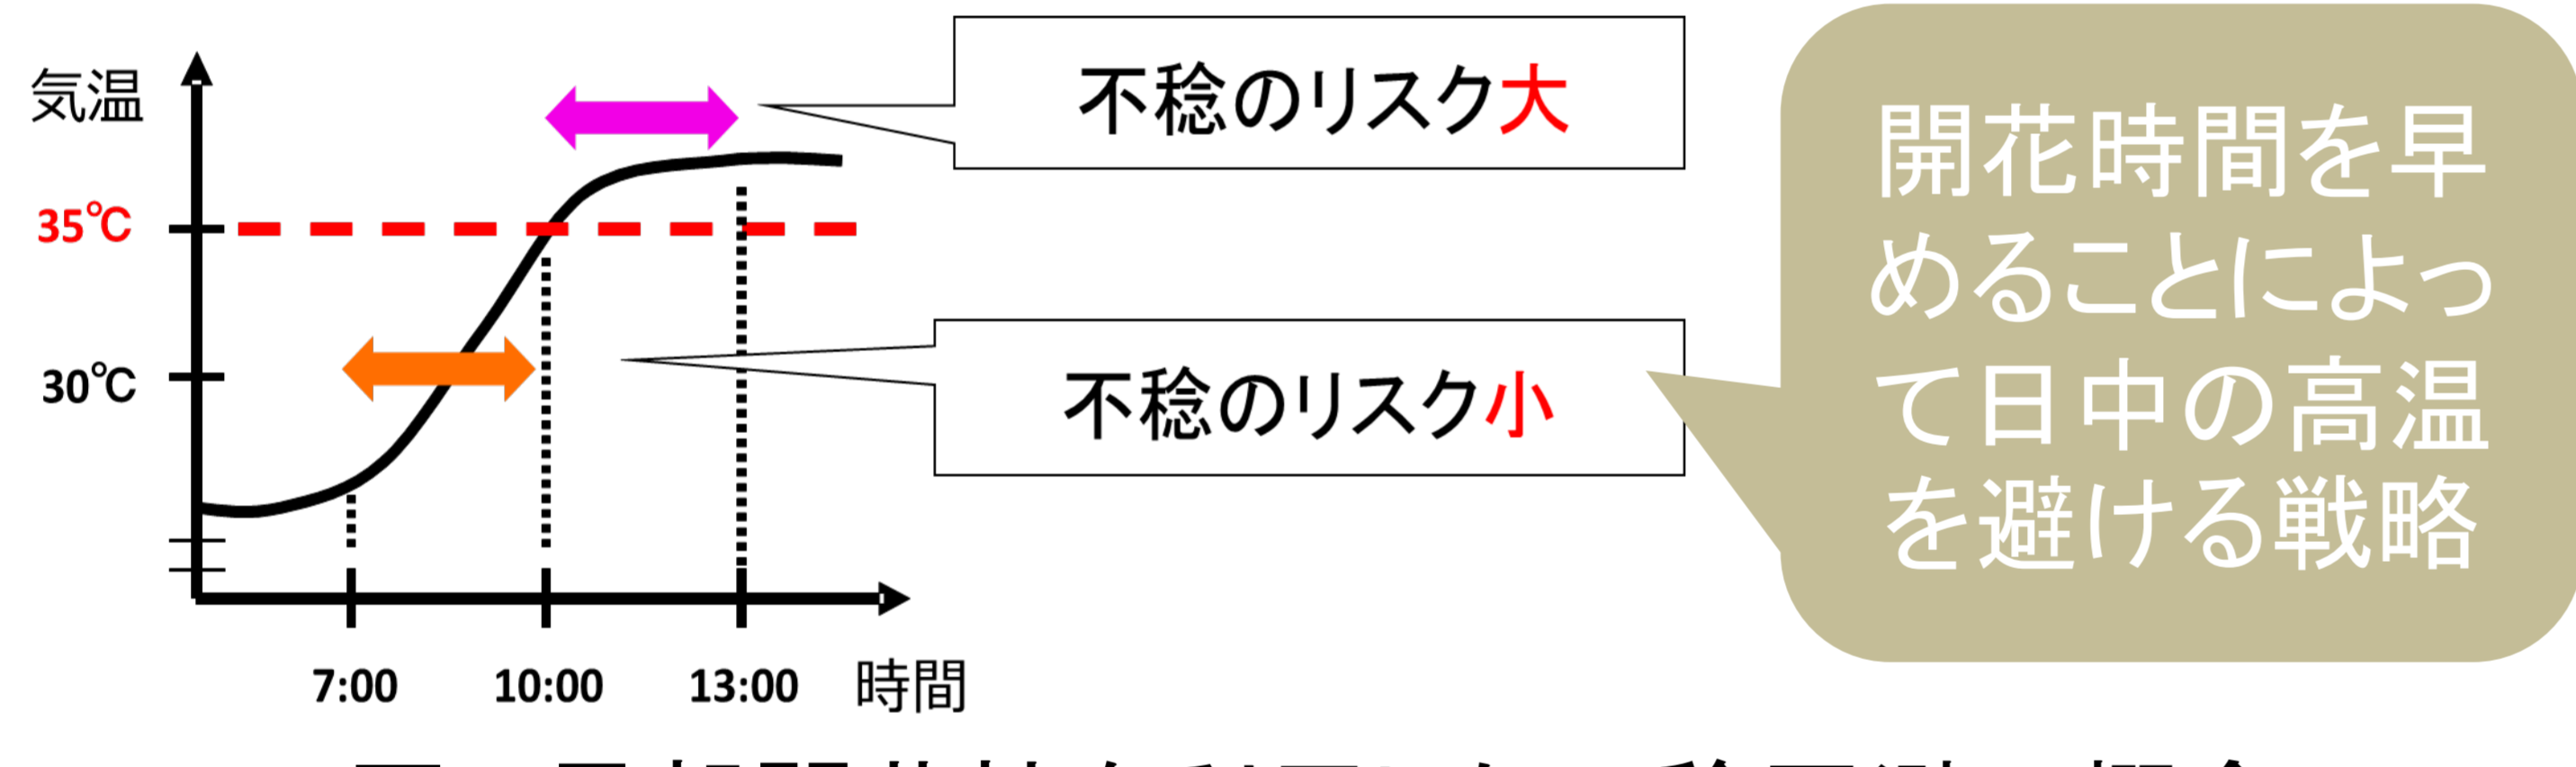 気温
不稔のリスク大
35℃
30℃
不稔のリスク小
7:00
10:00
13:00
時間
開花時間を早
めることによっ
て日中の高温
を避ける戦略